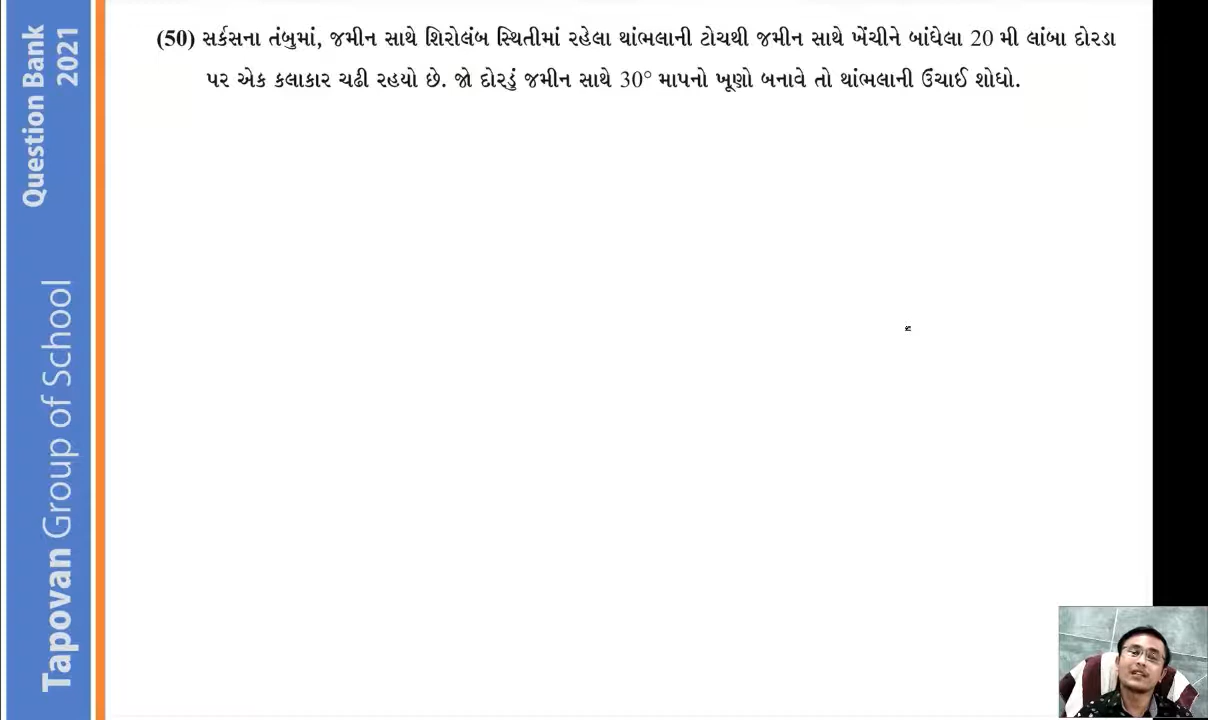 (50) સર્કસના તંબુમાં, જમીન સાથે શિરોલંબ સ્થિતીમાં રહેલા થાંભલાની ટોચથી જમીન સાથે ખેંચીને બાંધેલા 20 મી લાંબા દોરડા
પર એક કલાકાર ચઢી રહયો છે. જો દોરડું જમીન સાથે 30° માપનો ખૂણો બનાવે તો થાંભલાની ઉંચાઈ શોધો.
Question Bank
2021
Tapovan Group of School